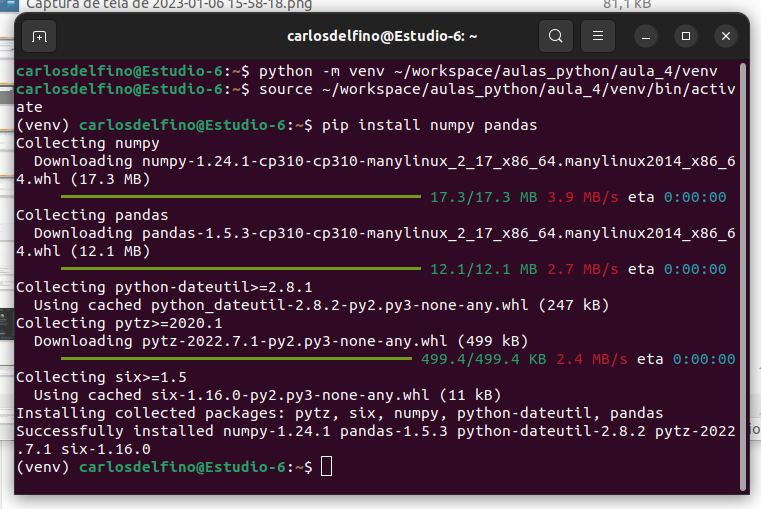 Captura de tela de 2023-01-06 15-58-18.png
81,1 kB
carlosdelfino@Estudio-6: ~
carlosdelfino@Estudio-6:~$ python -m venv ~/workspace/aulas_python/aula_4/venv
carlosdelfino@Estudio-6:~$ source ~/workspace/aulas_python/aula_4/venv/bin/activ
ate
(venv) carlosdelfino@Estudio-6:~$ pip install numpy pandas
Collecting numpy
  Downloading numpy-1.24.1-cp310-cp310-manylinux_2_17_x86_64.manylinux2014_x86_6
4.whl (17.3 MB)
17.3/17.3 MB 3.9 MB/s eta 0:00:00
Collecting pandas
  Downloading pandas-1.5.3-cp310-cp310-manylinux_2_17_x86_64.manylinux2014_x86_6
4.whl (12.1 MB)
12.1/12.1 MB 2.7 MB/s eta 0:00:00
Collecting python-dateutil>=2.8.1
  Using cached python_dateutil-2.8.2-py2.py3-none-any.whl (247 kB)
Collecting pytz>=2020.1
  Downloading pytz-2022.7.1-py2.py3-none-any.whl (499 kB)
499.4/499.4 KB 2.4 MB/s eta 0:00:00
Collecting six>=1.5
  Using cached six-1.16.0-py2.py3-none-any.whl (11 kB)
Installing collected packages: pytz, six, numpy, python-dateutil, pandas
Successfully installed numpy-1.24.1 pandas-1.5.3 python-dateutil-2.8.2 pytz-2022
.7.1 six-1.16.0
(venv) carlosdelfino@Estudio-6:~$